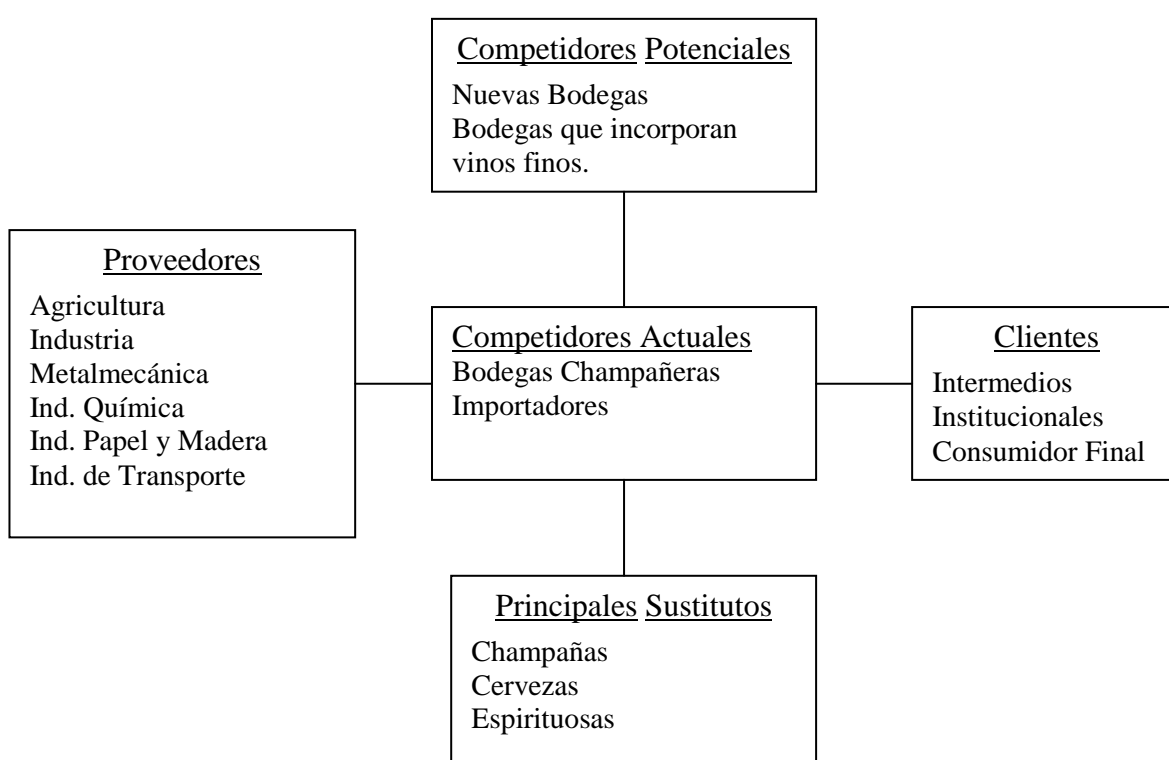 Competidores Potenciales
Nuevas Bodegas
Bodegas que incorporan
vinos finos.
Proveedores
Agricultura
Industria
Metalmecánica
Ind. Química
Ind. Papel y Madera
Ind. de Transporte
Competidores Actuales
Bodegas Champañeras
Importadores
Clientes
Intermedios
Institucionales
Consumidor Final
Principales Sustitutos
Champañas
Cervezas
Espirituosas